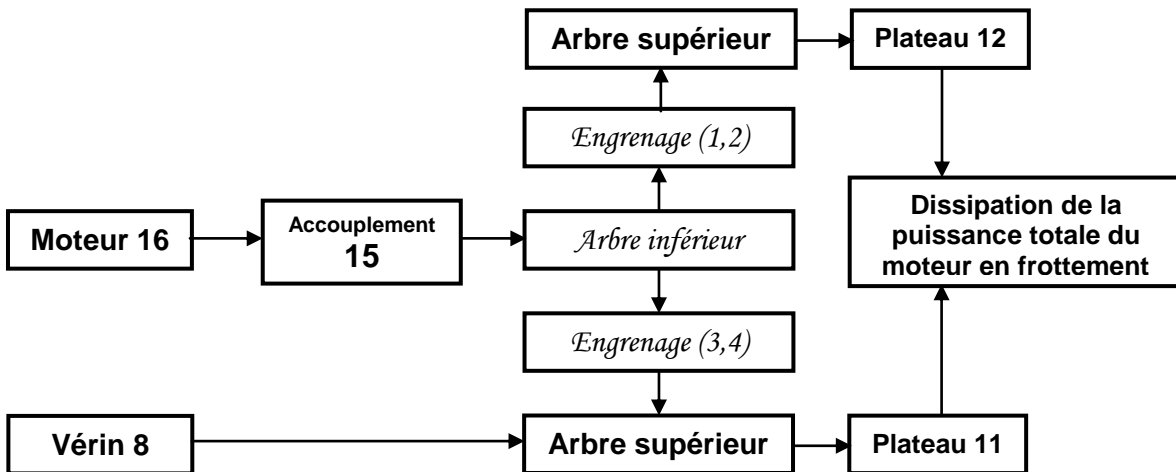 Arbre supérieur
Plateau 12
Engrenage (1,2)
Moteur 16
Accouplement
15
Arbre inférieur
Dissipation de la
puissance totale du
moteur en frottement
Engrenage (3,4)
Vérin 8
Arbre supérieur
Plateau 11